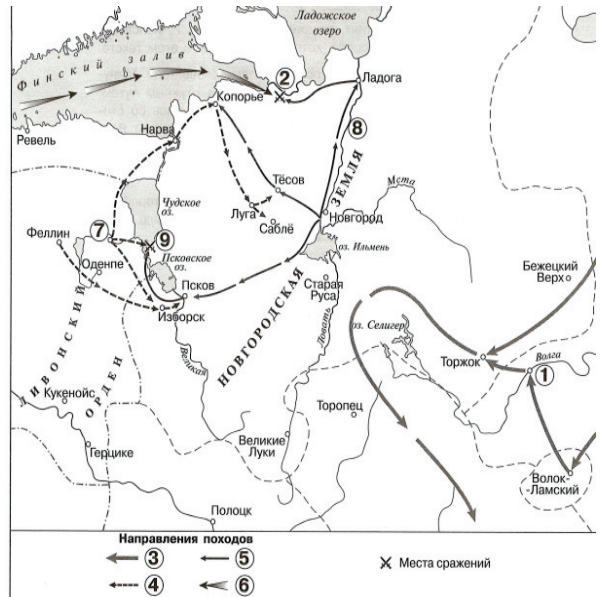 Ладожское
озеро
Финский залив
2
Ладога
Копорье
8
Нарва
Ревель
Тёсов
Мста
Чудское
оз.
Луга
Новгород
Саблё
7
9
Феллин
оз. Ильмень
Псковское
оз.
Оденпе
Старая
Руса
Псков
Бежецкий
Верх
Изборск
НОВГОРОДСКАЯ
ЗЕМЛЯ
оз. Селигер
Ловать
Волга
Торжок
1
Великая
ЛИВОНСКИЙ
ОРДЕН
Кукенойс
Торопец
Великие
Луки
Герцике
Волок-
Ламский
Полоцк
Направления походов
3
5
Места сражений
4
6